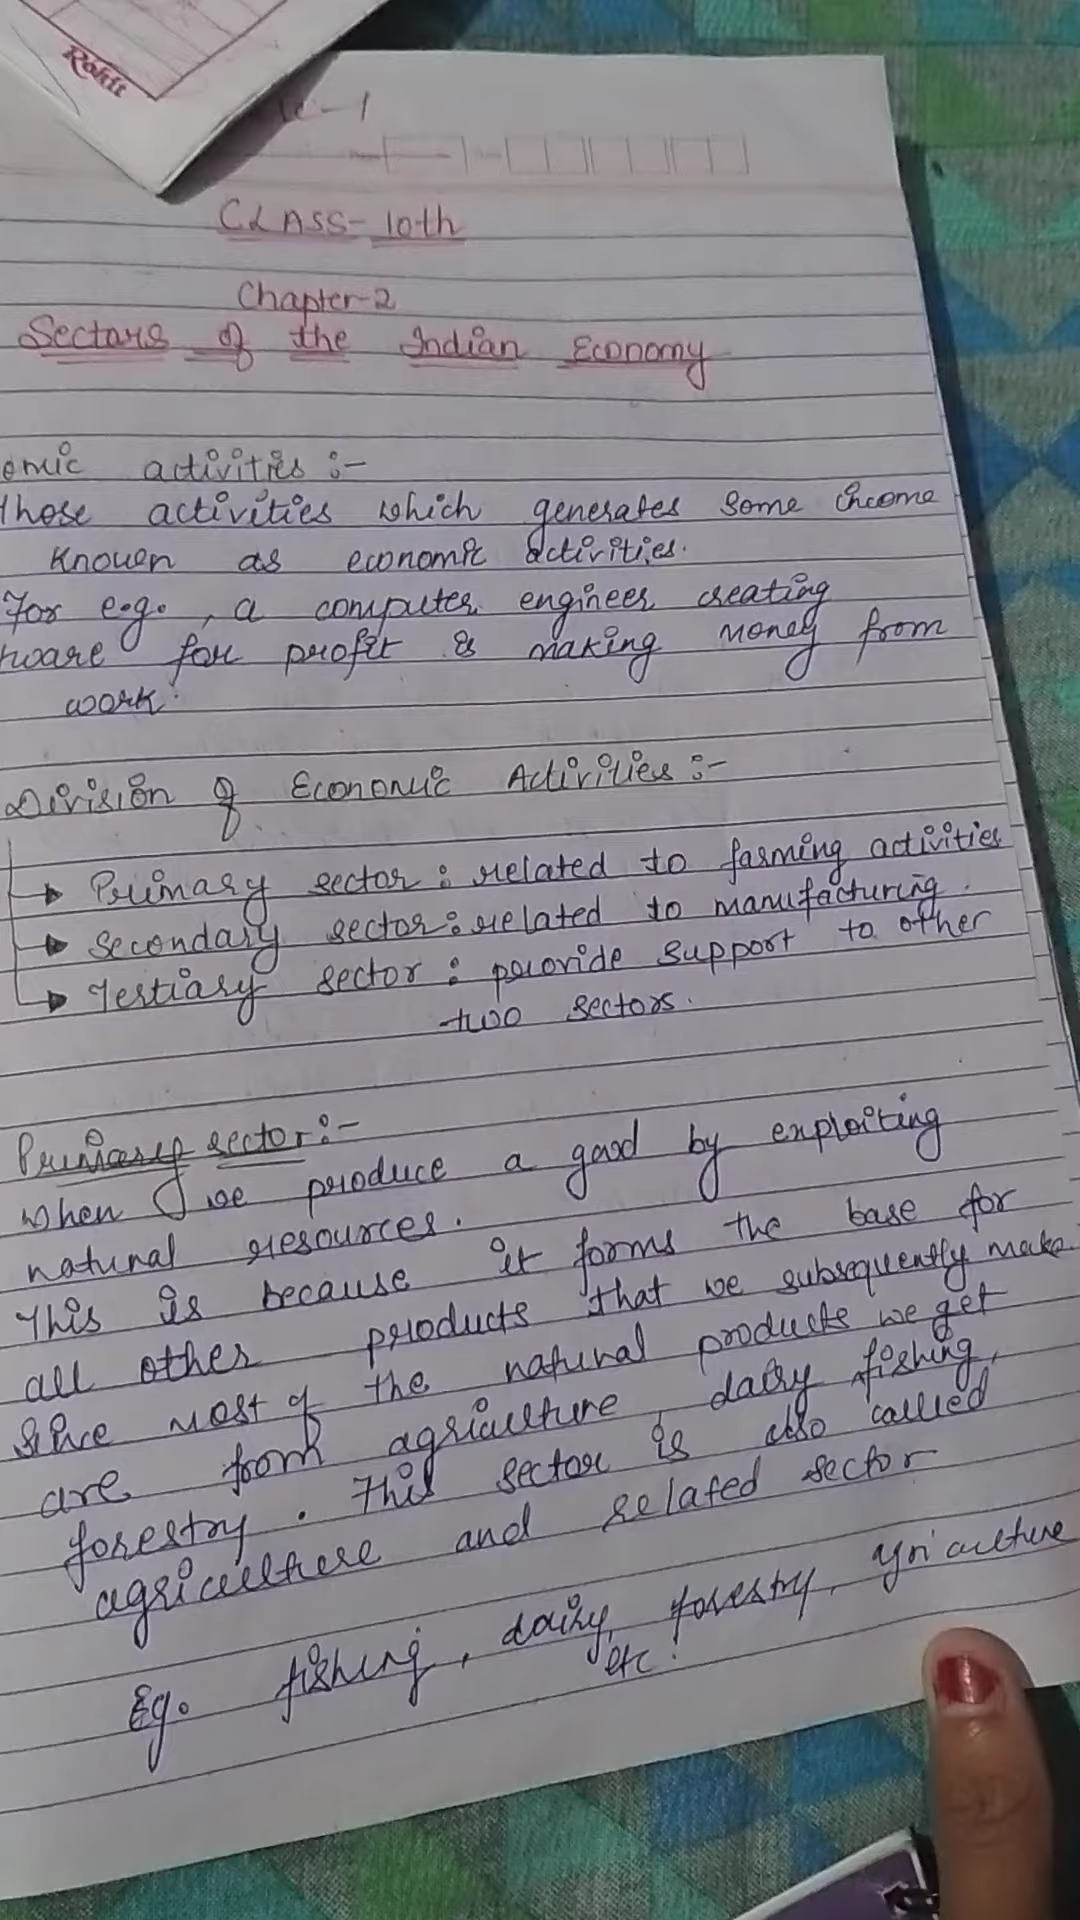 Rohit
CLASS-10th
Chapter-2
Sectors of the Indian Economy
omic activities :-
those activities which generates some income
known as economic activities.
For e.g., a computer engineer creating
ware for profit is making money from
work.
Division of Economic Activities :-
Primary sector : related to farming activities
Secondary sector : related to manufacturing.
Tertiary sector : provide support to other
two sectors.
Primary sector :-
when we produce a good by exploiting
natural resources.
This is because it forms the base for
all other products that we subsequently make
Since most of the natural products we get
are from agriculture, dairy, fishing,
forestry. This sector is also called
agriculture and related sector
Eg. fishing, dairy, forestry, agriculture
etc.